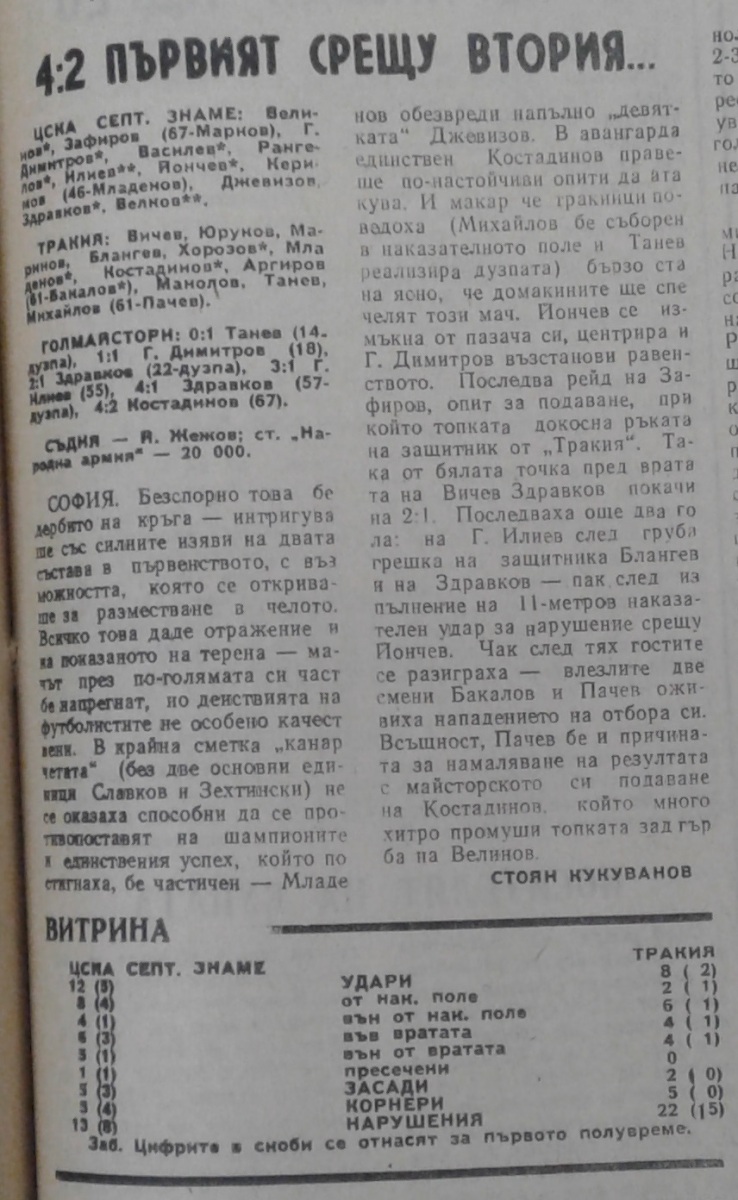 4:2 ПЪРВИЯТ СРЕЩУ ВТОРИЯ...
ЦСКА СЕПТ. ЗНАМЕ: Вели-
нов*, Зафиров (67-Марков), Г.
Димитров*, Василев*, Ранге-
лов*, Илиев**, Йончев*, Кери-
мов (46-Младенов), Джевизов,
Здравков*, Велков**.
ТРАКИЯ: Вичев, Юруков, Ма-
ринов, Блангев, Хорозов*, Мла
денов*, Костадинов*, Аргиров
(61-Бакалов*), Манолов, Танев,
Михайлов (61-Пачев).
ГОЛМАЙСТОРИ: 0:1 Танев (14-
дузпа), 1:1 Г. Димитров (18),
2:1 Здравков (22-дузпа), 3:1 Г.
Илиев (55), 4:1 Здравков (57-
дузпа), 4:2 Костадинов (67).
СЪДИЯ — Й. Жежов; ст. „На-
родна армия" — 20 000.
СОФИЯ. Безспорно това бе
дербито на кръга — интригува
ше със силните изяви на двата
състава в първенството, с въз
можността, която се открива-
ше за разместване в челото.
Всичко това даде отражение и
на показаното на терена — ма-
чът през по-голямата си част
бе напрегнат, но действията на
футболистите не особено качест
вени. В крайна сметка „канар
четата" (без две основни еди-
ници Славков и Зехтински) не
се оказаха способни да се про-
тивопоставят на шампионите
и единствения успех, който по
стигнаха, бе частичен — Младе
нов обезвреди напълно „девят-
ката" Джевизов. В авангарда
единствен Костадинов праве-
ше по-настойчиви опити да ата
кува. И макар че тракийци по-
ведоха (Михайлов бе съборен
в наказателното поле и Танев
реализира дузпата) бързо ста
на ясно, че домакините ще спе
челят този мач. Йончев се из-
мъкна от пазача си, центрира и
Г. Димитров възстанови равен-
ството. Последва рейд на За-
фиров, опит за подаване, при
който топката докосна ръката
на защитник от „Тракия". Та-
ка от бялата точка пред врата
та на Вичев Здравков покачи
на 2:1. Последваха още два го
ла: на Г. Илиев след груба
грешка на защитника Блангев
и на Здравков — пак след из
пълнение на 11-метров наказа-
телен удар за нарушение срещу
Йончев. Чак след тях гостите
се разиграха — влезлите две
смени Бакалов и Пачев ожи-
виха нападението на отбора си.
Всъщност, Пачев бе и причина-
та за намаляване на резултата
с майсторското си подаване
на Костадинов, който много
хитро промуши топката зад гър
ба на Велинов.
СТОЯН КУКУВАНОВ
ВИТРИНА
ЦСКА СЕПТ. ЗНАМЕ ТРАКИЯ
12 (5) УДАРИ 8 ( 2)
8 (4) от нак. поле 2 ( 1)
4 (1) вън от нак. поле 6 ( 1)
6 (3) във вратата 4 ( 1)
5 (1) вън от вратата 4 ( 1)
1 (1) пресечени 0
5 (3) ЗАСАДИ 2 ( 0)
5 (4) КОРНЕРИ 5 ( 0)
13 (8) НАРУШЕНИЯ 22 (15)
Заб. Цифрите в скоби се отнасят за първото полувреме.